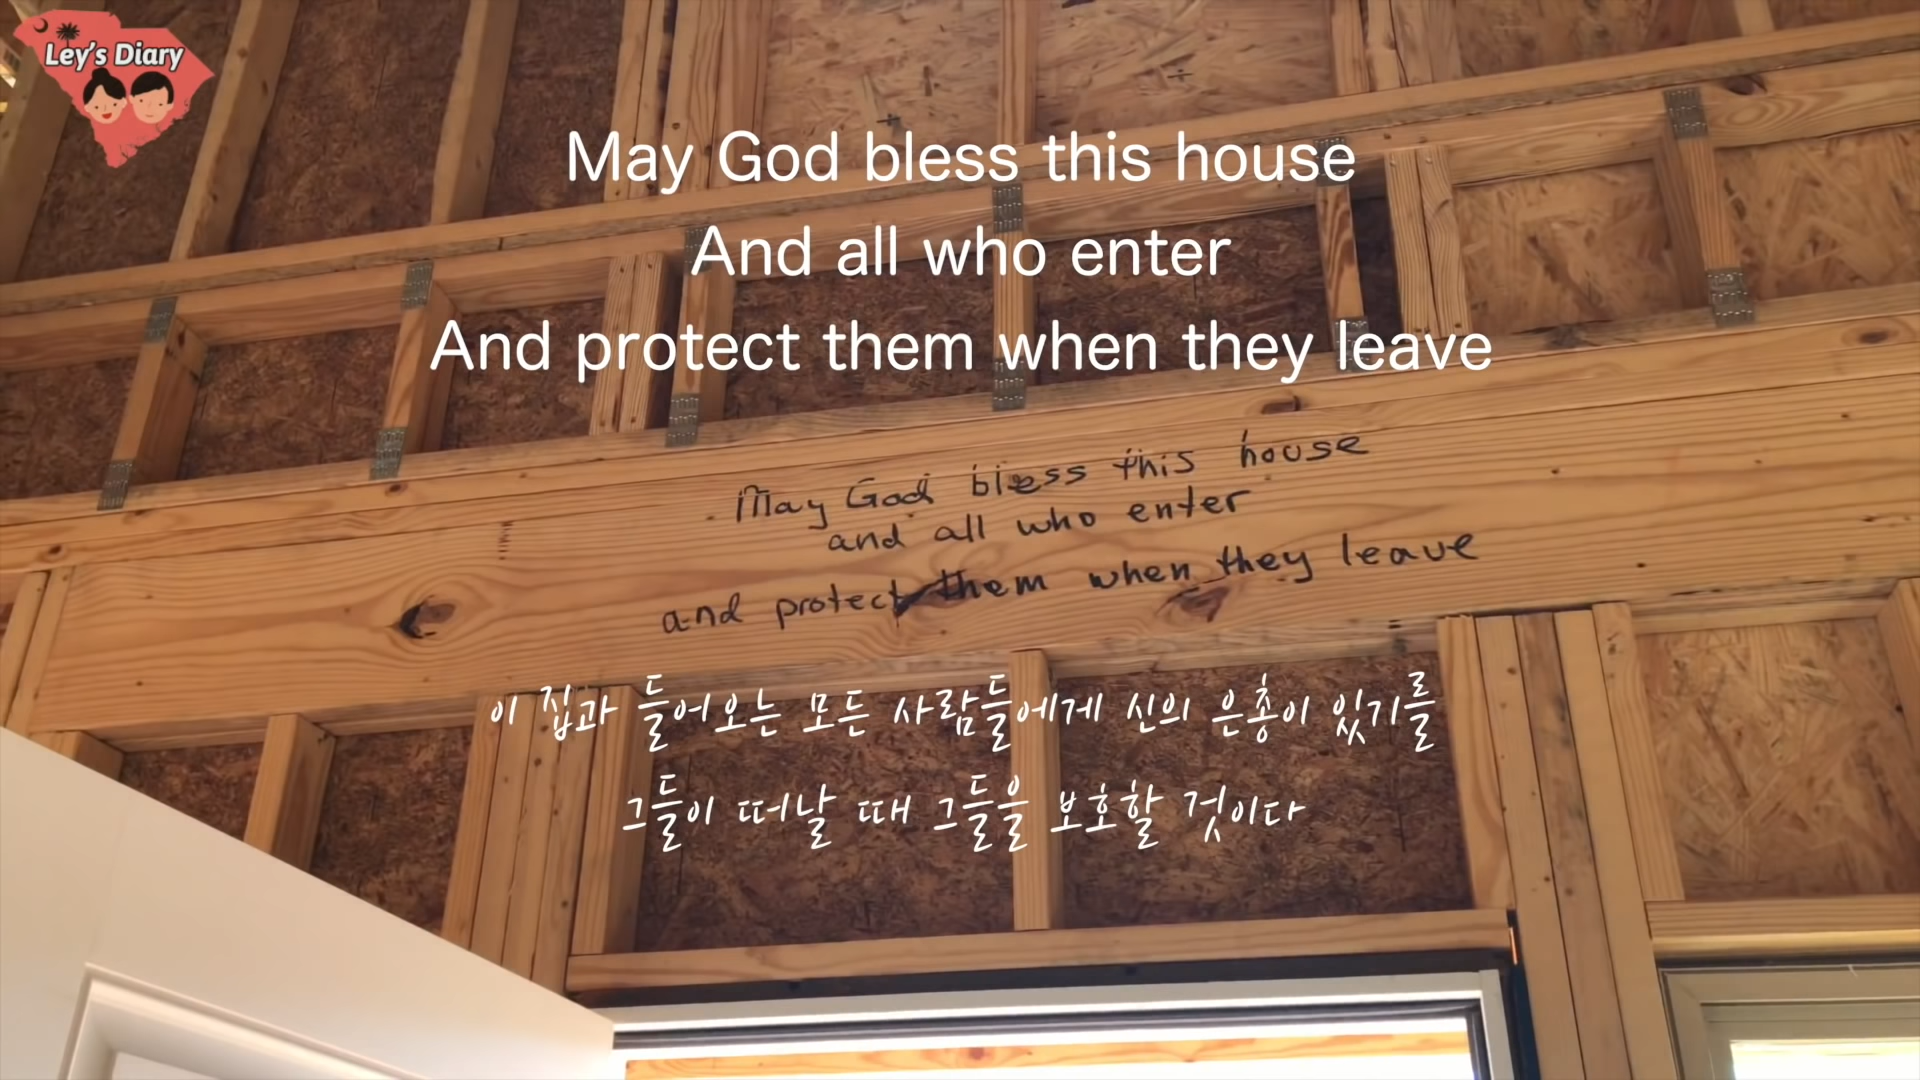 Ley's Diary
May God bless this house
And all who enter
And protect them when they leave
May God bless this house
and all who enter
and protect them when they leave
이 집과 들어오는 모든 사람들에게 신의 은총이 있기를
그들이 떠날 때 그들을 보호할 것이다